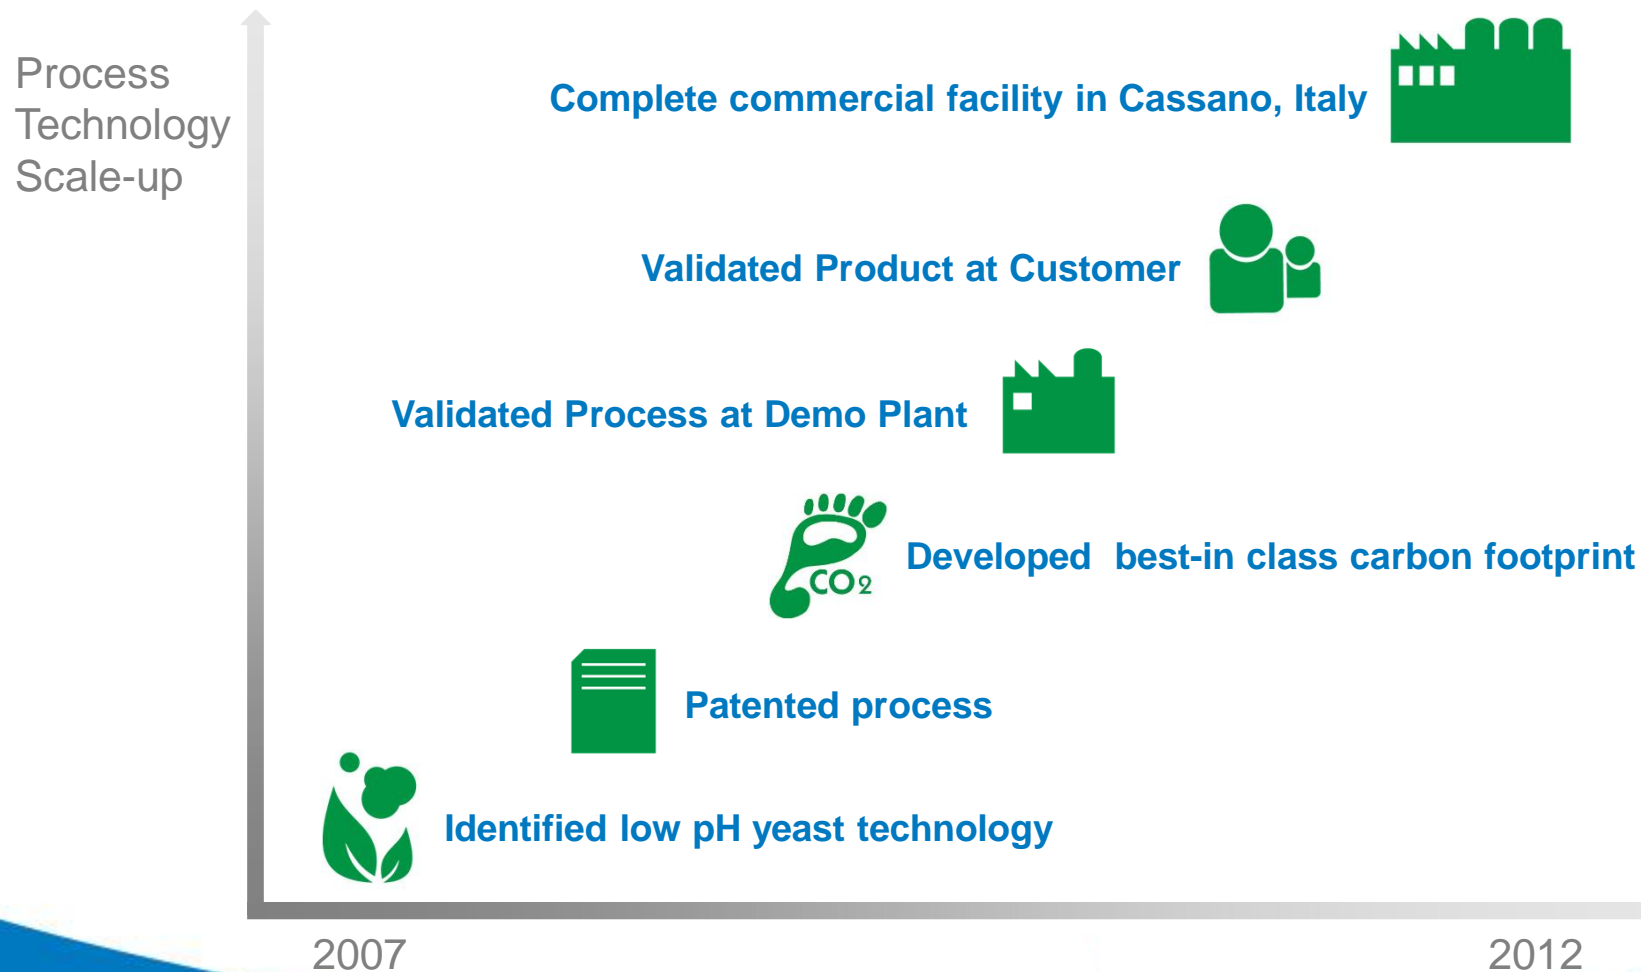 Process
Technology
Scale-up
Complete commercial facility in Cassano, Italy
Validated Product at Customer
Validated Process at Demo Plant
CO2
Developed  best-in class carbon footprint
Patented process
Identified low pH yeast technology
2007
2012